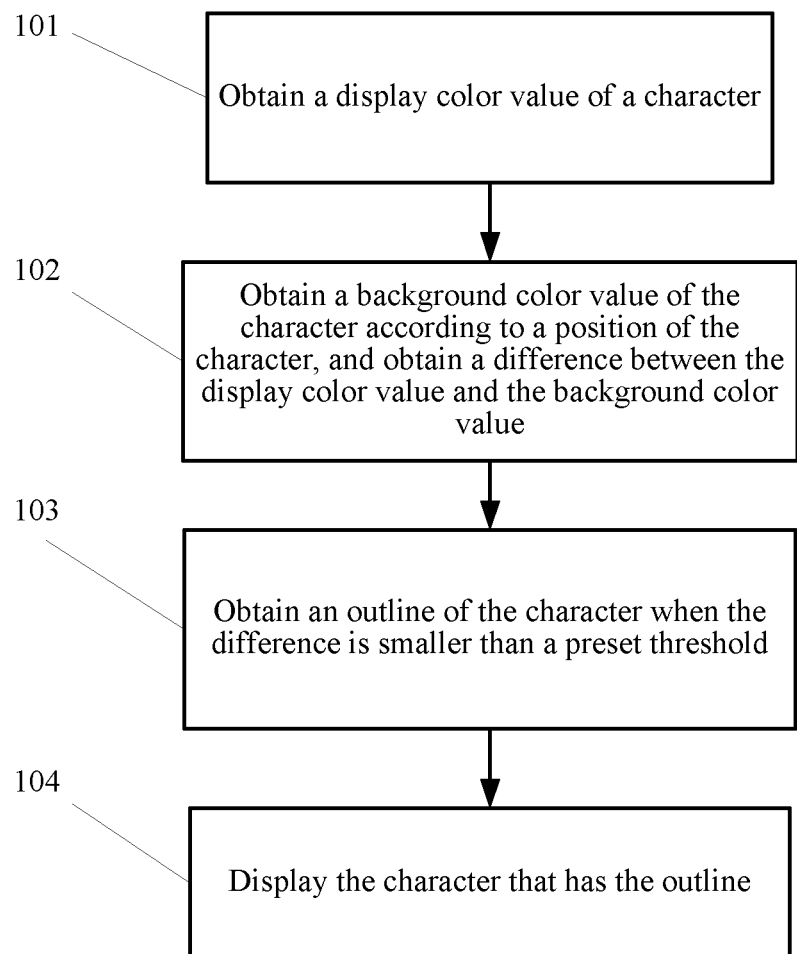 101
Obtain a display color value of a character
102
Obtain a background color value of the
character according to a position of the
character, and obtain a difference between the
display color value and the background color
value
103
Obtain an outline of the character when the
difference is smaller than a preset threshold
104
Display the character that has the outline